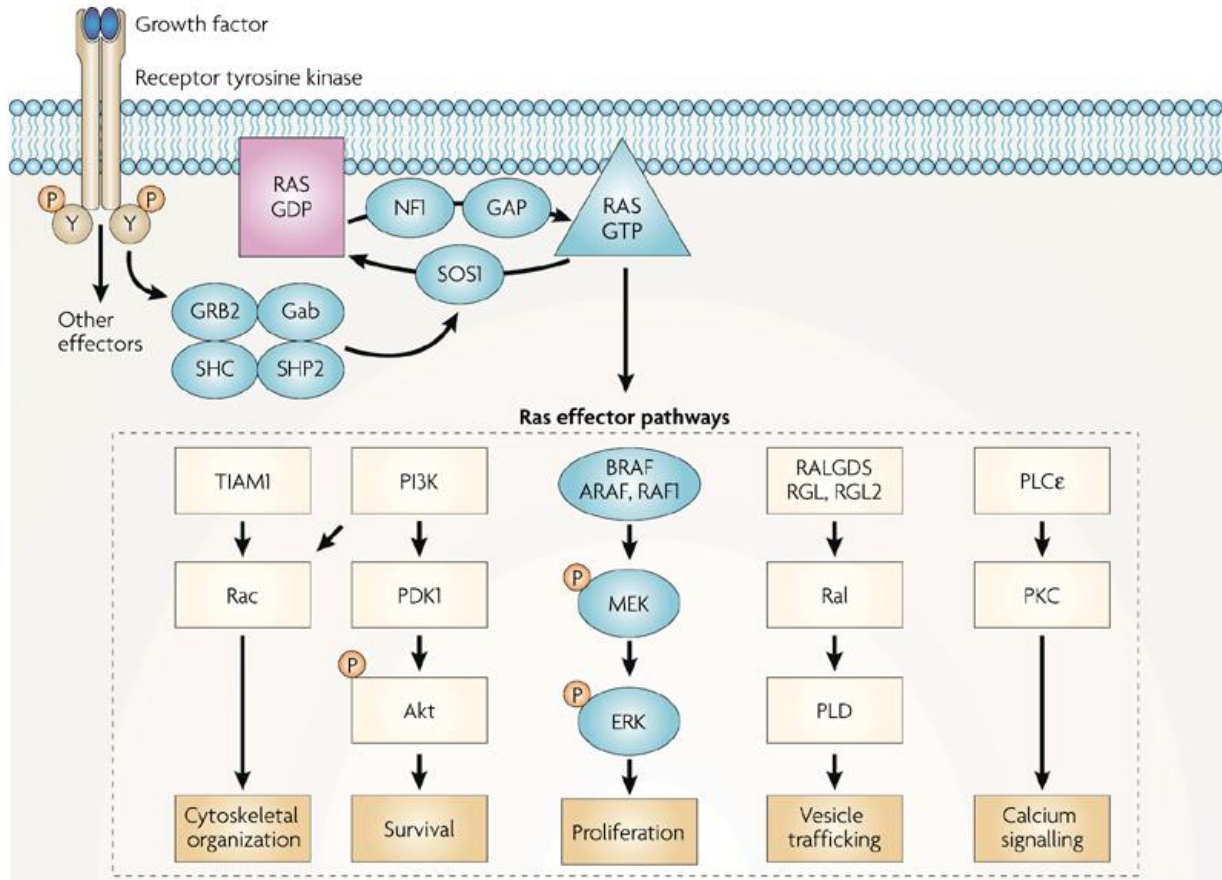 Growth factor
Receptor tyrosine kinase
P
Y
Y
P
Other
effectors
RAS
GDP
NF1
GAP
RAS
GTP
SOS1
GRB2
Gab
SHC
SHP2
Ras effector pathways
TIAM1
PI3K
BRAF
ARAF, RAF1
RALGDS
RGL, RGL2
PLCε
Rac
PDK1
P
MEK
Ral
PKC
P
Akt
P
ERK
PLD
Cytoskeletal
organization
Survival
Proliferation
Vesicle
trafficking
Calcium
signalling